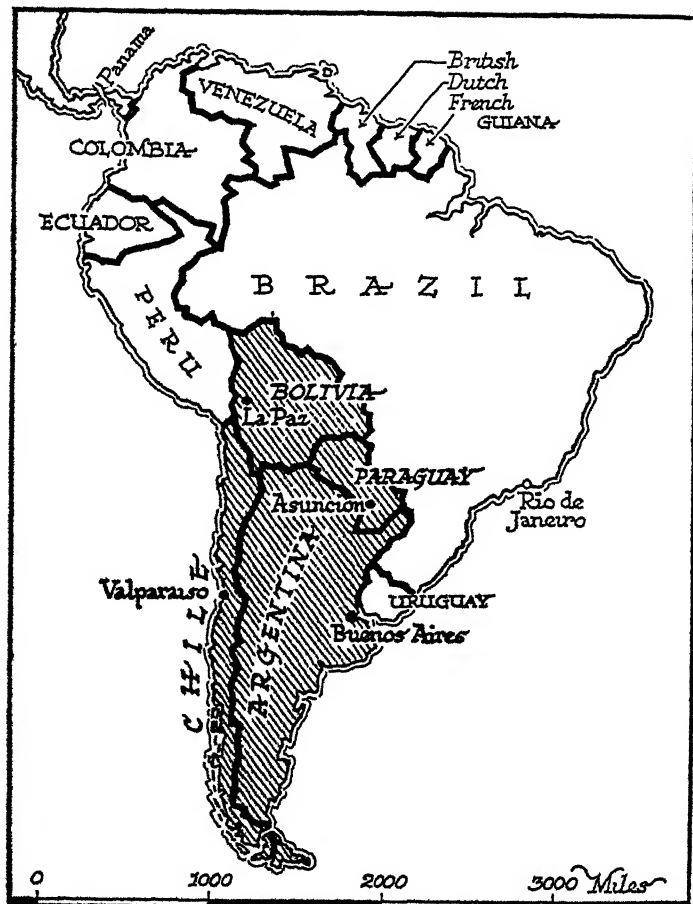 Panama
British
Dutch
French
GUIANA
VENEZUELA
COLOMBIA
ECUADOR
BRAZIL
PERU
BOLIVIA
La Paz
PARAGUAY
Asuncion
Rio de
Janeiro
CHILE
Valparaiso
ARGENTINA
URUGUAY
Buenos Aires
0 1000 2000 3000 Miles